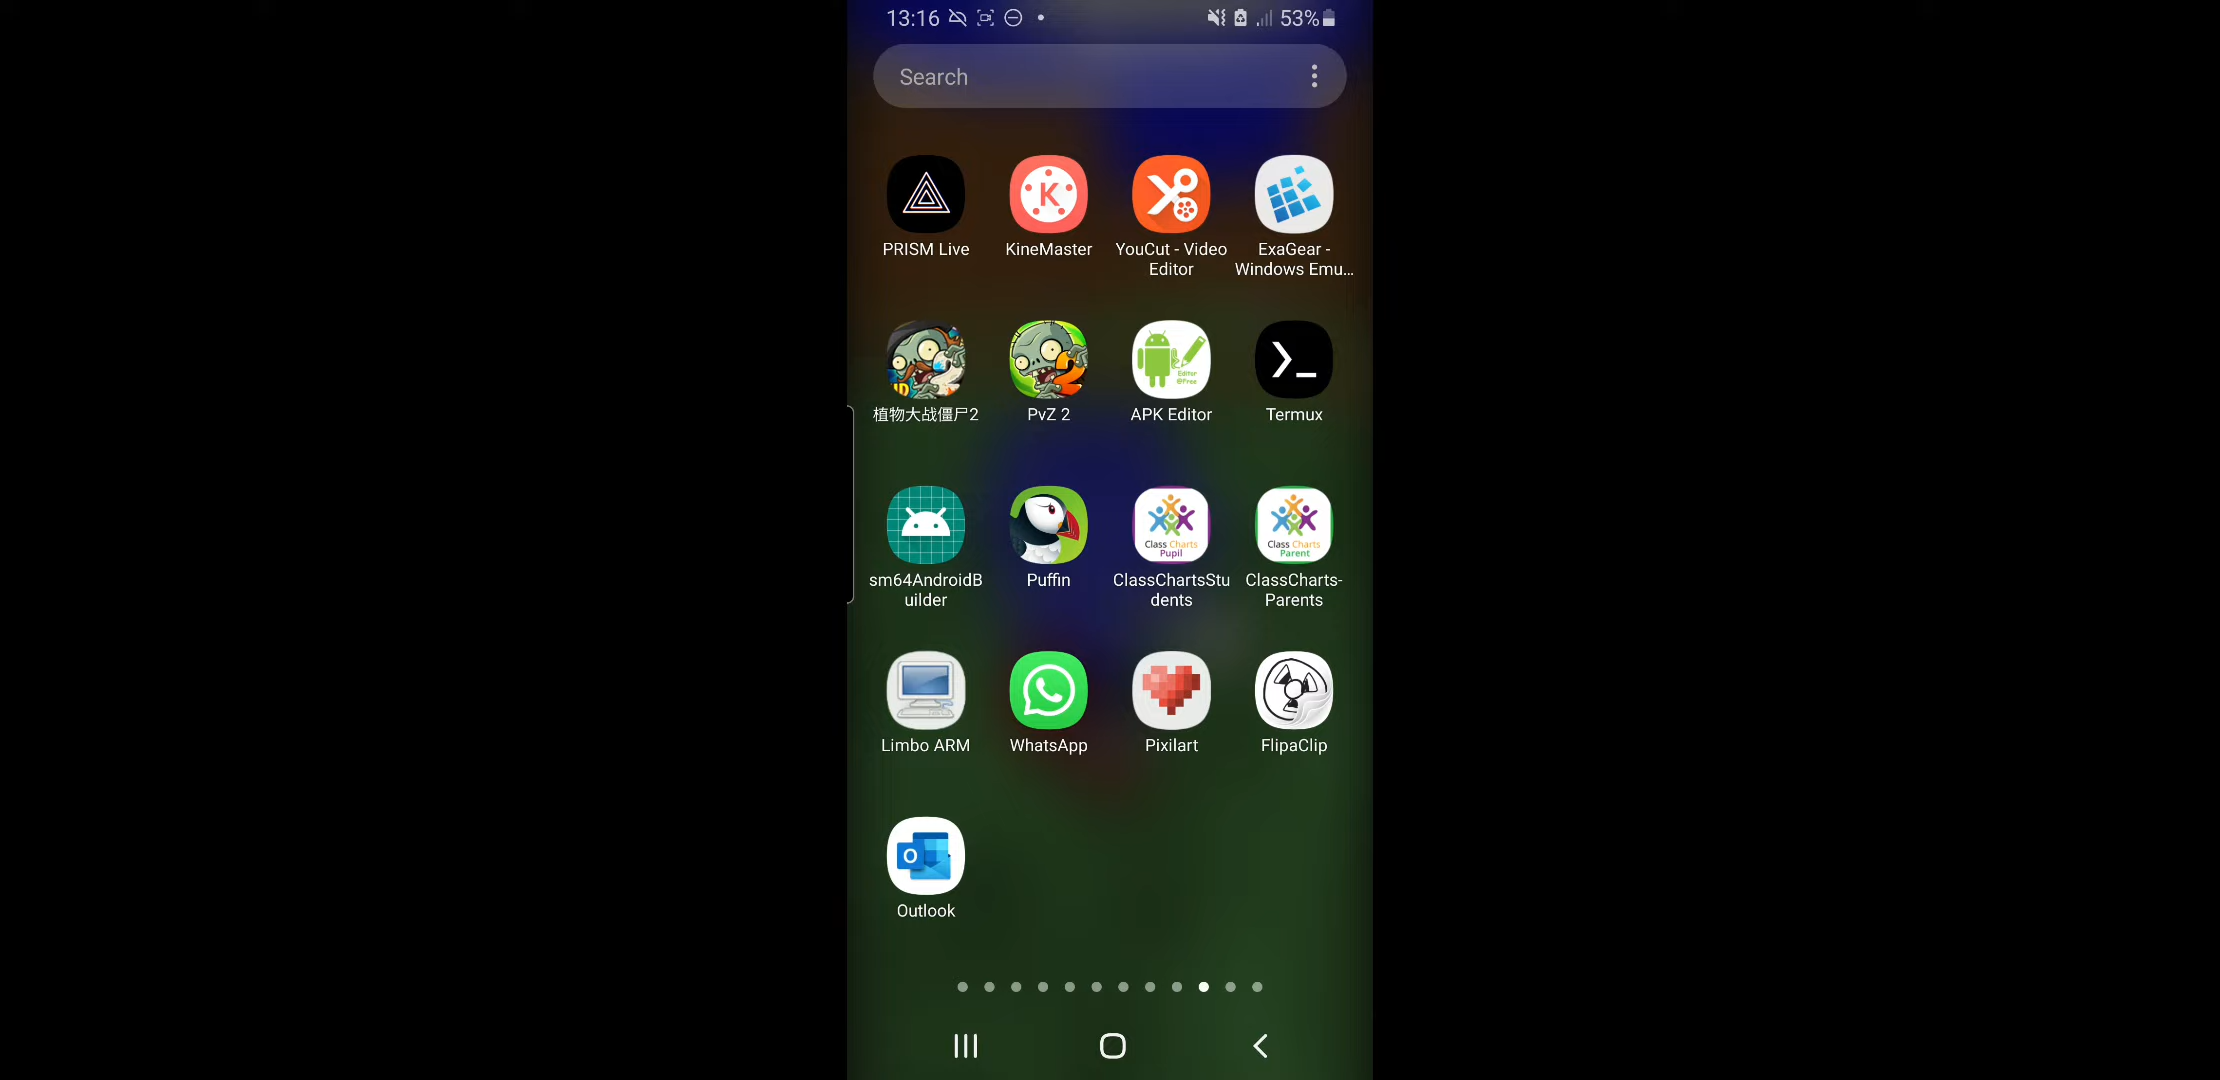 13:16 53%
Search
PRISM Live KineMaster YouCut - Video ExaGear -
Editor Windows Emu...
Editor
@Free
植物大战僵尸2 PvZ 2 APK Editor Termux
Class Charts Class Charts
Pupil Parent
sm64AndroidB Puffin ClassChartsStu ClassCharts-
uilder dents Parents
Limbo ARM WhatsApp Pixilart FlipaClip
Outlook